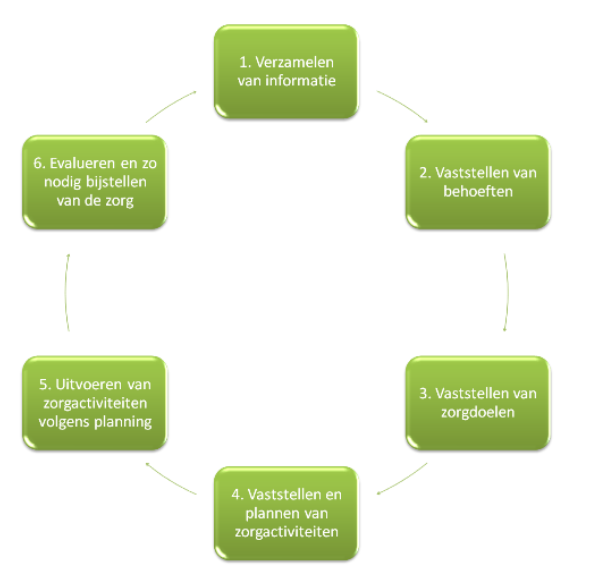 1. Verzamelen
van informatie
2. Vaststellen van
behoeften
3. Vaststellen van
zorgdoelen
4. Vaststellen en
plannen van
zorgactiviteiten
5. Uitvoeren van
zorgactiviteiten
volgens planning
6. Evalueren en zo
nodig bijstellen
van de zorg